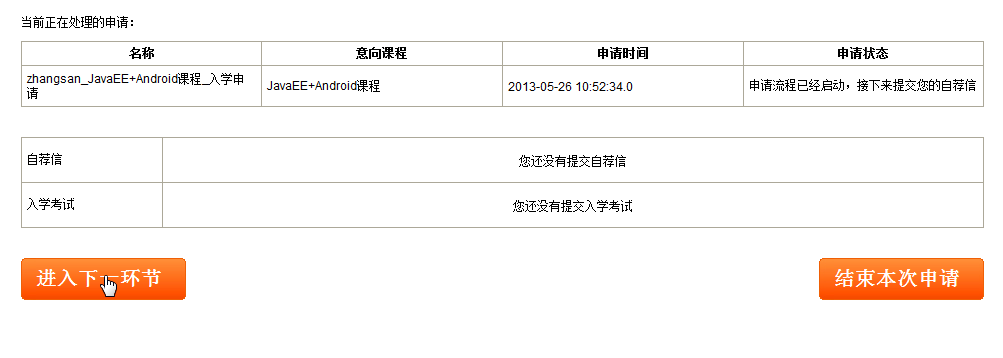 当前正在处理的申请：
名称 意向课程 申请时间 申请状态
zhangsan_JavaEE+Android课程_入学申
请
JavaEE+Android课程 2013-05-26 10:52:34.0 申请流程已经启动，接下来提交您的自荐信
自荐信 您还没有提交自荐信
入学考试 您还没有提交入学考试
进入下一环节 结束本次申请